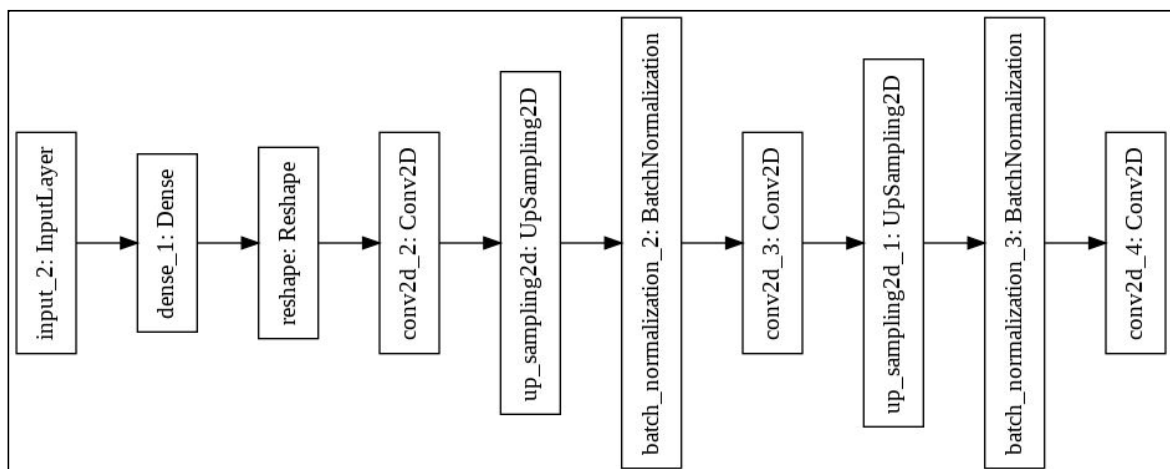 input_2: InputLayer
dense_1: Dense
reshape: Reshape
conv2d_2: Conv2D
up_sampling2d: UpSampling2D
batch_normalization_2: BatchNormalization
conv2d_3: Conv2D
up_sampling2d_1: UpSampling2D
batch_normalization_3: BatchNormalization
conv2d_4: Conv2D